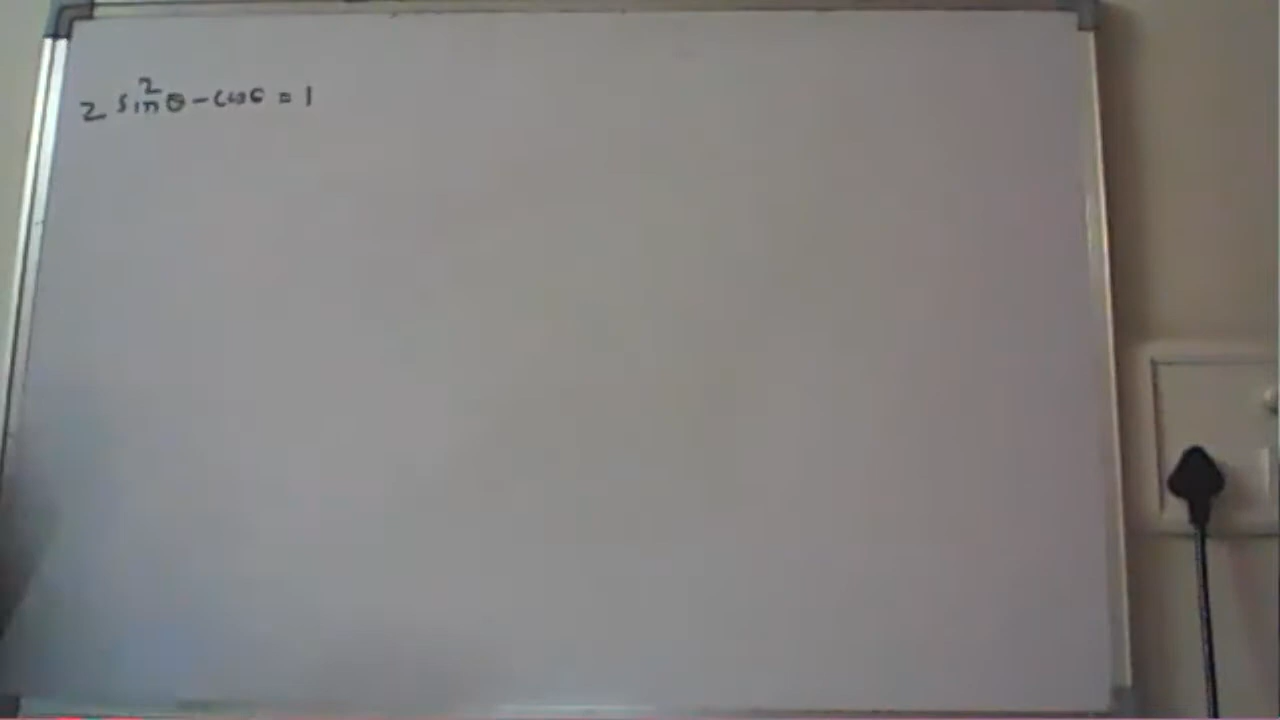 2 sin²θ - cosθ = 1